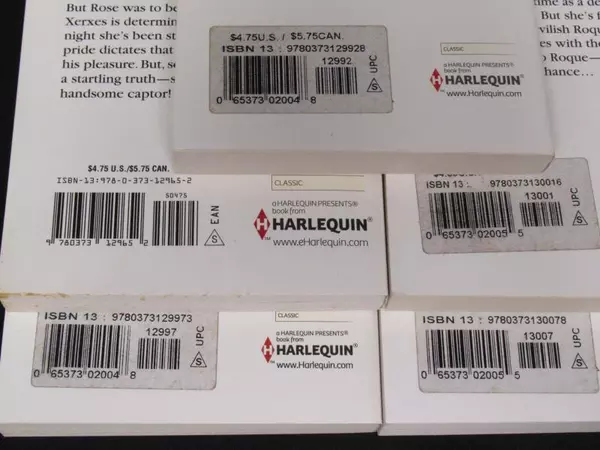 But Rose was to be
Xerxes is determin
night she's been st
pride dictates that
his pleasure. But, s
a startling truth—s
handsome captor!
$4.75 U.S. / $5.75 CAN.
ISBN 13 : 9780373129928
12992
0 65373 02004 8
UPC
S
CLASSIC
a HARLEQUIN PRESENTS®
book from
HARLEQUIN®
www.Harlequin.com
time as a de
But she's f
vilish Roque
es with the
o Roque—
hance…
$4.75 U.S./$5.75 CAN.
ISBN-13:978-0-373-12965-2
50475
9 780373 129652
EAN
S
CLASSIC
a HARLEQUIN PRESENTS®
book from
HARLEQUIN®
™
www.eHarlequin.com
ISBN 13 : 9780373130016
13001
0 65373 02005 5
UPC
S
ISBN 13 : 9780373129973
12997
0 65373 02004 8
UPC
S
CLASSIC
a HARLEQUIN PRESENTS®
book from
HARLEQUIN®
www.Harlequin.com
ISBN 13 : 9780373130078
13007
0 65373 02005 5
UPC
S